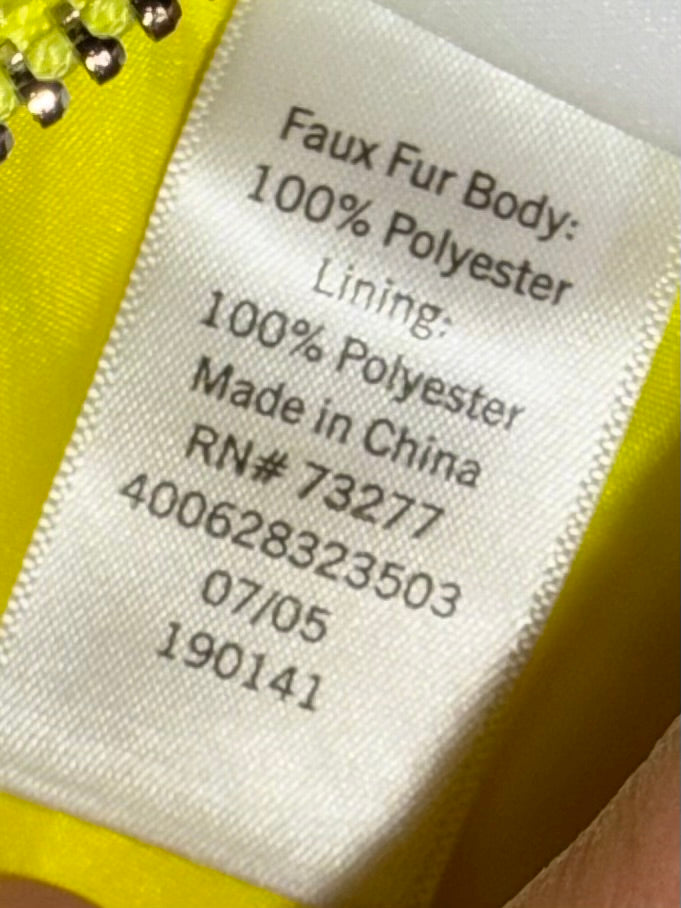 Faux Fur Body:
100% Polyester
Lining:
100% Polyester
Made in China
RN# 73277
400628323503
07/05
190141